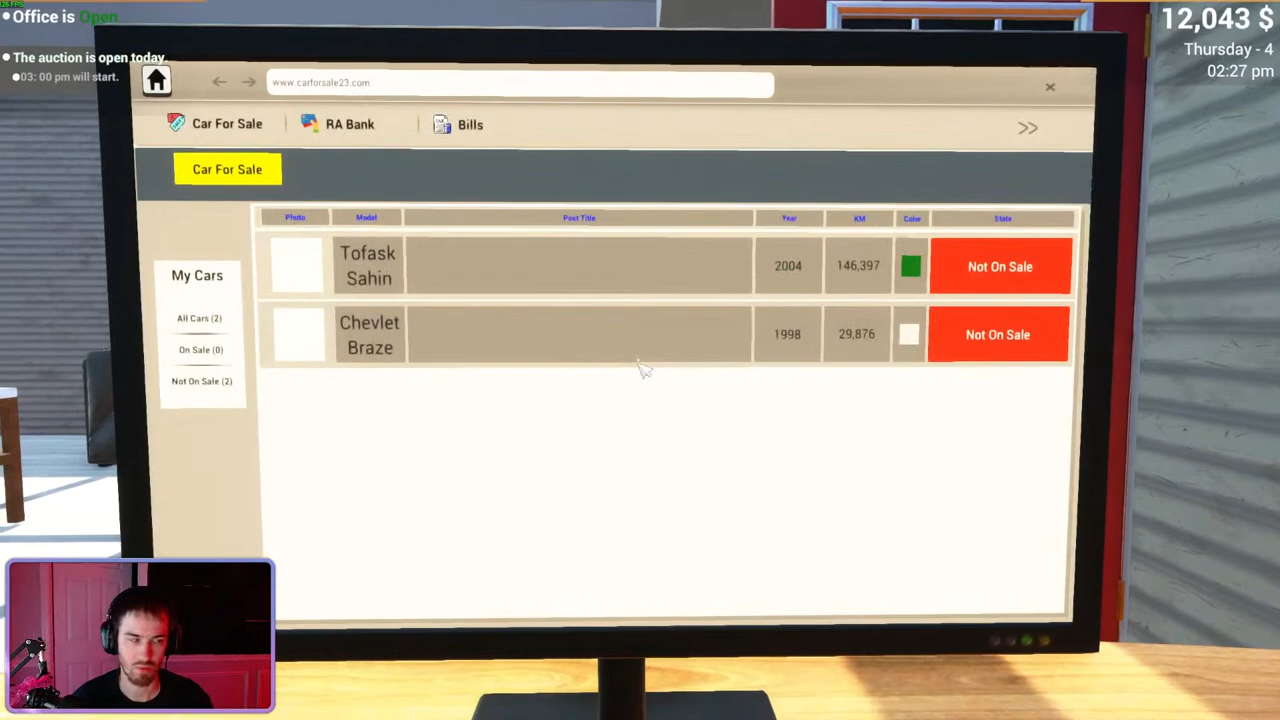 126 FPS
Office is Open
12,043 $
Thursday - 4
02:27 pm
The auction is open today.
03: 00 pm will start.
www.carforsale23.com
Car For Sale
RA Bank
Bills
>>
Car For Sale
Photo Model Post Title Year KM Color State
My Cars
All Cars (2)
On Sale (0)
Not On Sale (2)
Tofask
Sahin
2004 146,397 Not On Sale
Chevlet
Braze
1998 29,876 Not On Sale